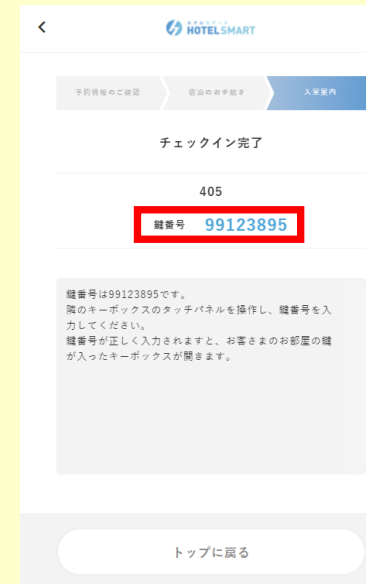 HOTELSMART
予約情報のご確認
宿泊のお手続き
入室案内
チェックイン完了
405
鍵番号 99123895
鍵番号は99123895です。
隣のキーボックスのタッチパネルを操作し、鍵番号を入
力してください。
鍵番号が正しく入力されますと、お客さまのお部屋の鍵
が入ったキーボックスが開きます。
トップに戻る